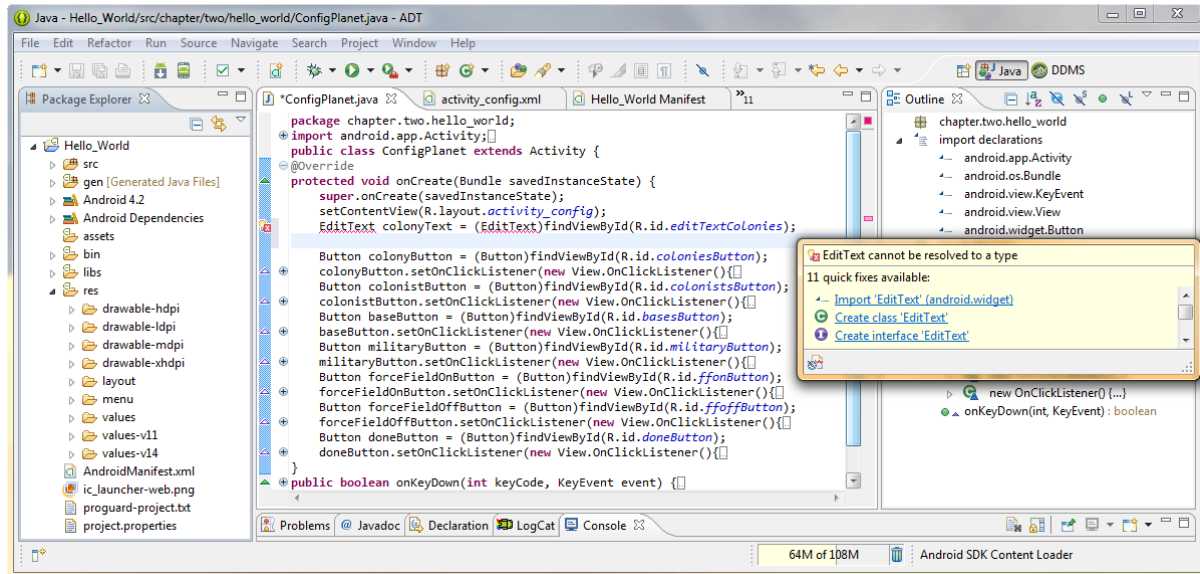 Java - Hello_World/src/chapter/two/hello_world/ConfigPlanet.java - ADT
File Edit Refactor Run Source Navigate Search Project Window Help
Java DDMS
Package Explorer
Hello_World
src
gen [Generated Java Files]
Android 4.2
Android Dependencies
assets
bin
libs
res
drawable-hdpi
drawable-ldpi
drawable-mdpi
drawable-xhdpi
layout
menu
values
values-v11
values-v14
AndroidManifest.xml
ic_launcher-web.png
proguard-project.txt
project.properties
*ConfigPlanet.java activity_config.xml Hello_World Manifest »11
package chapter.two.hello_world;
import android.app.Activity;
public class ConfigPlanet extends Activity {
@Override
protected void onCreate(Bundle savedInstanceState) {
super.onCreate(savedInstanceState);
setContentView(R.layout.activity_config);
EditText colonyText = (EditText)findViewById(R.id.editTextColonies);
Button colonyButton = (Button)findViewById(R.id.coloniesButton);
colonyButton.setOnClickListener(new View.OnClickListener(){
Button colonistButton = (Button)findViewById(R.id.colonistsButton);
colonistButton.setOnClickListener(new View.OnClickListener(){
Button baseButton = (Button)findViewById(R.id.basesButton);
baseButton.setOnClickListener(new View.OnClickListener(){
Button militaryButton = (Button)findViewById(R.id.militaryButton);
militaryButton.setOnClickListener(new View.OnClickListener(){
Button forceFieldOnButton = (Button)findViewById(R.id.ffonButton);
forceFieldOnButton.setOnClickListener(new View.OnClickListener(){
Button forceFieldOffButton = (Button)findViewById(R.id.ffoffButton);
forceFieldOffButton.setOnClickListener(new View.OnClickListener(){
Button doneButton = (Button)findViewById(R.id.doneButton);
doneButton.setOnClickListener(new View.OnClickListener(){
}
public boolean onKeyDown(int keyCode, KeyEvent event) {
Outline
chapter.two.hello_world
import declarations
android.app.Activity
android.os.Bundle
android.view.KeyEvent
android.view.View
android.widget.Button
EditText cannot be resolved to a type
11 quick fixes available:
Import 'EditText' (android.widget)
Create class 'EditText'
Create interface 'EditText'
new OnClickListener() {...}
onKeyDown(int, KeyEvent) : boolean
Problems @ Javadoc Declaration LogCat Console
64M of 108M Android SDK Content Loader